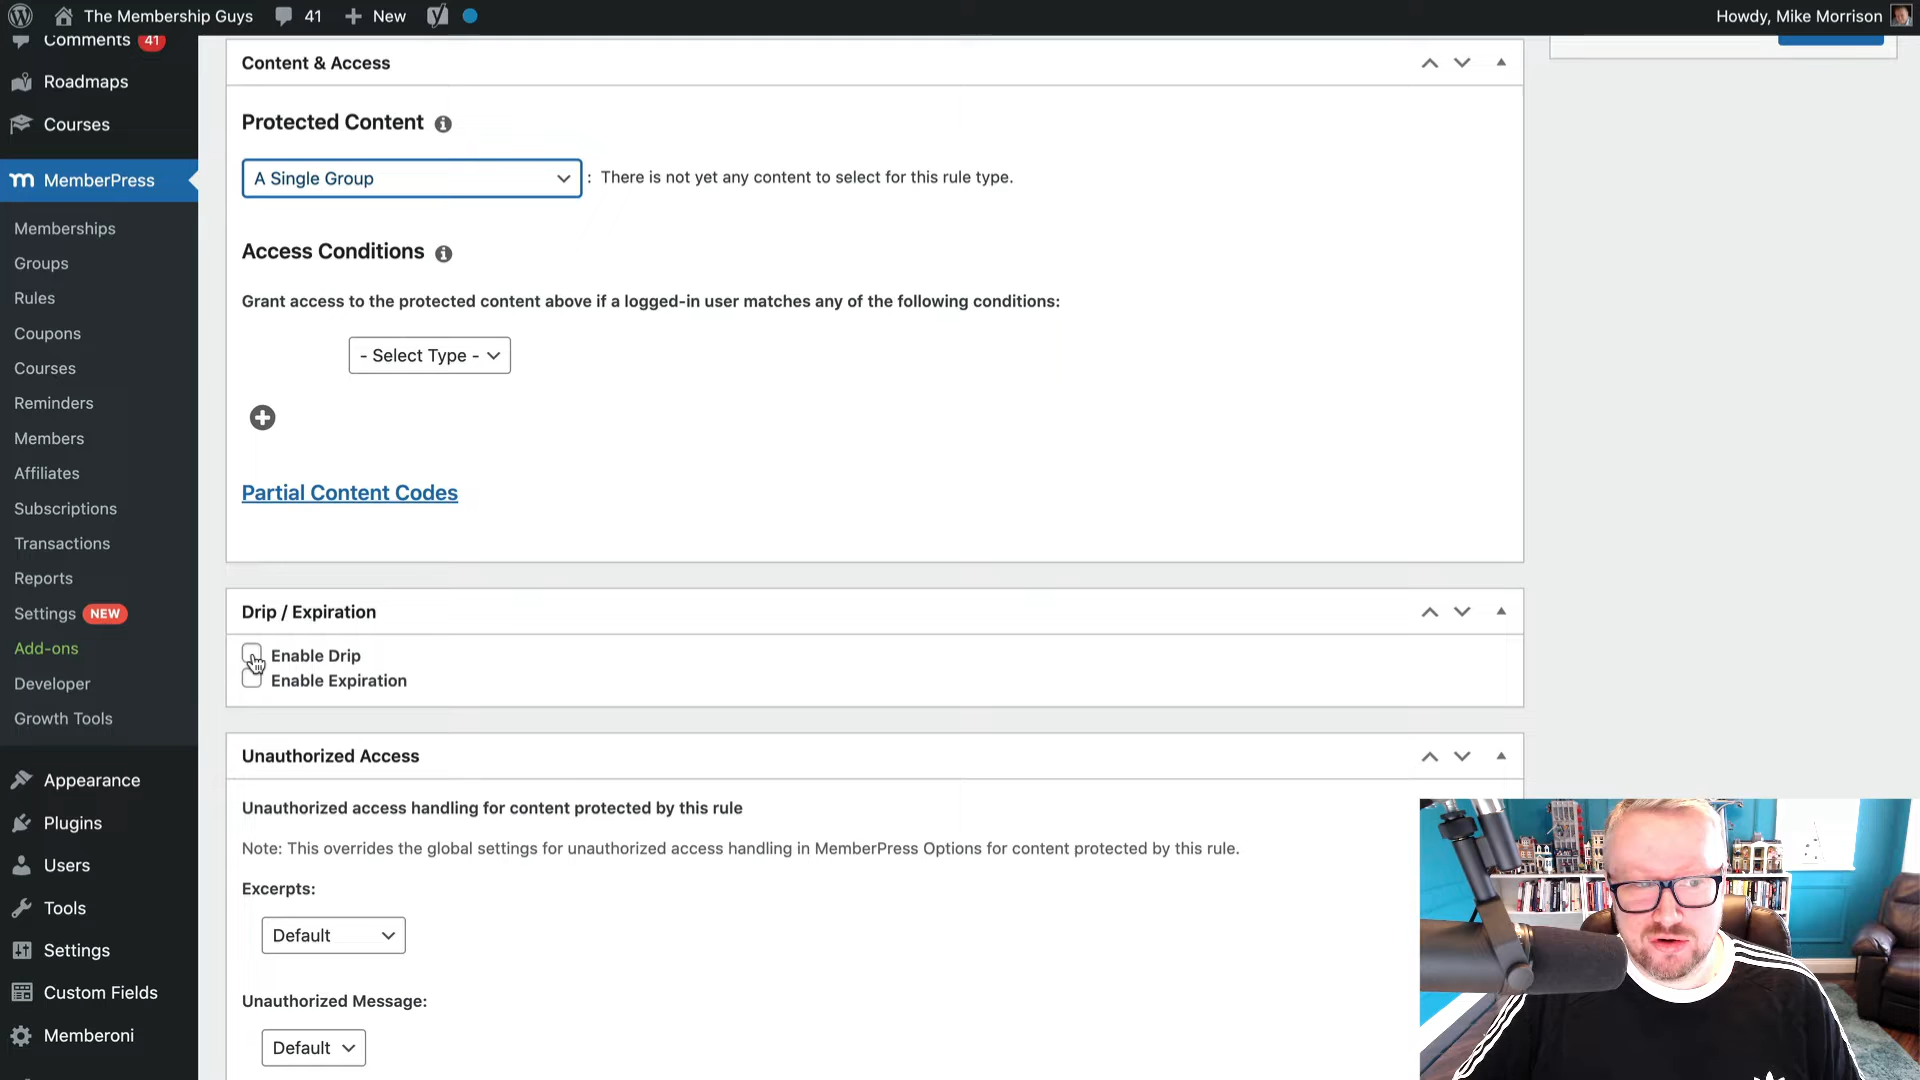 The Membership Guys
41
New
Howdy, Mike Morrison
Comments 41
Roadmaps
Courses
MemberPress
Memberships
Groups
Rules
Coupons
Courses
Reminders
Members
Affiliates
Subscriptions
Transactions
Reports
Settings NEW
Add-ons
Developer
Growth Tools
Appearance
Plugins
Users
Tools
Settings
Custom Fields
Memberoni
Content & Access
Protected Content
A Single Group : There is not yet any content to select for this rule type.
Access Conditions
Grant access to the protected content above if a logged-in user matches any of the following conditions:
- Select Type -
Partial Content Codes
Drip / Expiration
Enable Drip
Enable Expiration
Unauthorized Access
Unauthorized access handling for content protected by this rule
Note: This overrides the global settings for unauthorized access handling in MemberPress Options for content protected by this rule.
Excerpts:
Default
Unauthorized Message:
Default